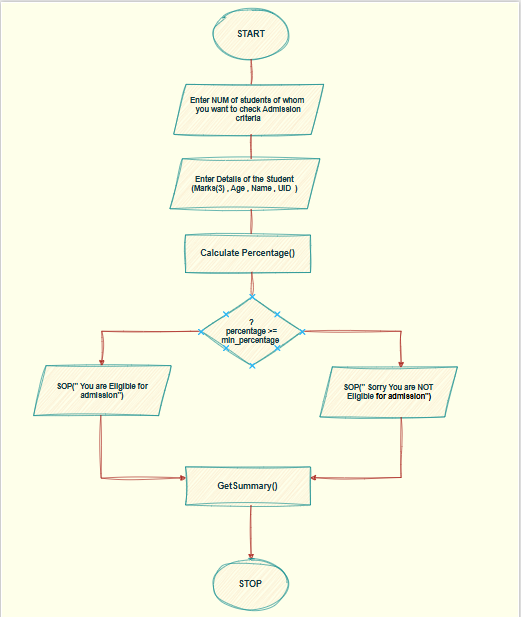 START
Enter NUM of students of whom
you want to check Admission
criteria
Enter Details of the Student
(Marks(3) , Age , Name , UID )
Calculate Percentage()
?
percentage >=
min_percentage
SOP(" You are Eligible for
admission")
SOP(" Sorry You are NOT
Eligible for admission")
GetSummary()
STOP